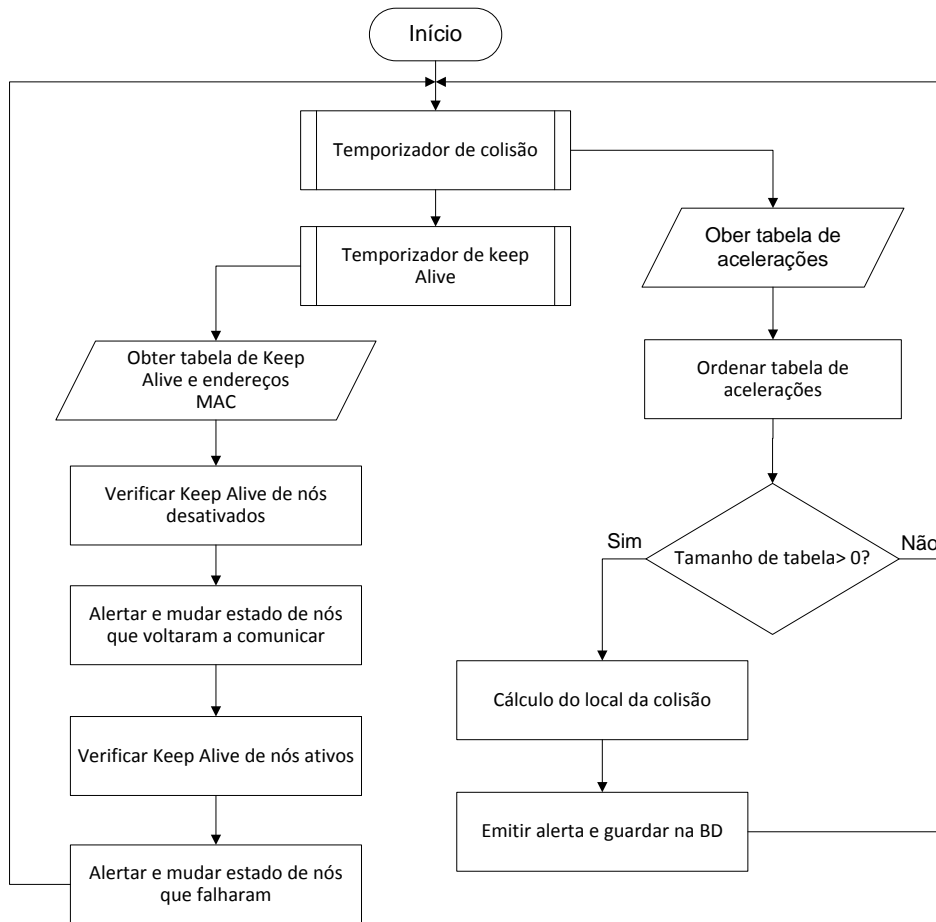 Início
Temporizador de colisão
Temporizador de keep
Alive
Ober tabela de
acelerações
Obter tabela de Keep
Alive e endereços
MAC
Ordenar tabela de
acelerações
Verificar Keep Alive de nós
desativados
Sim
Tamanho de tabela> 0?
Não
Alertar e mudar estado de nós
que voltaram a comunicar
Cálculo do local da colisão
Verificar Keep Alive de nós ativos
Emitir alerta e guardar na BD
Alertar e mudar estado de nós
que falharam